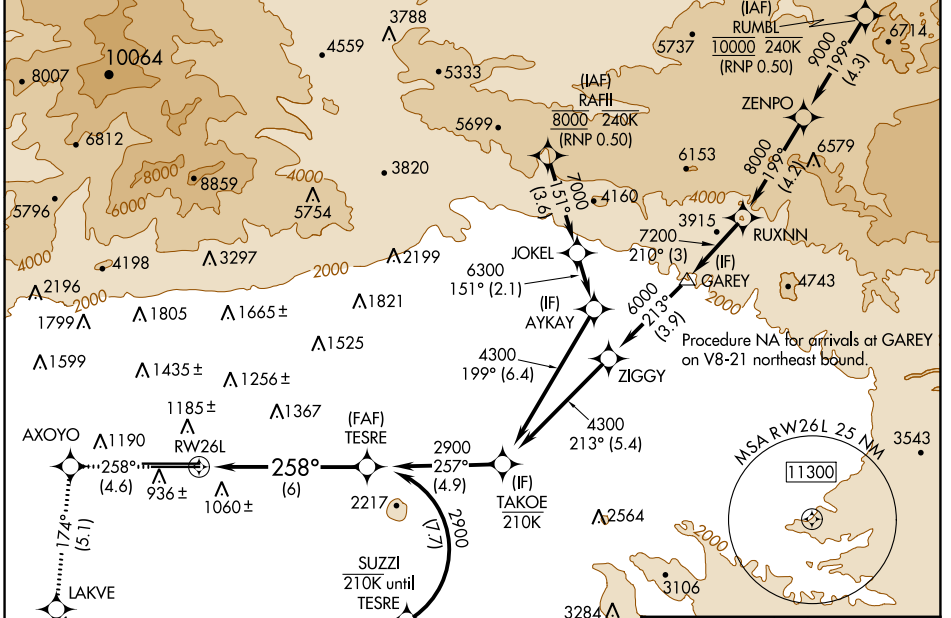 3788
4559
10064
8007
5333
(IAF)
RUMBL
10000 240K
(RNP 0.50)
5737
6714
9000
199°
(4.3)
(IAF)
RAFII
8000 240K
(RNP 0.50)
5699
6812
ZENPO
8000
199°
(4.2)
6579
6153
3820
8000
8859
4000
6000
5754
5796
7000
151°
(3.6)
4160
4000
3915
RUXNN
7200
210° (3)
(IF)
GAREY
JOKEL
6300
151° (2.1)
(IF)
AYKAY
4000
4198
3297
2000
2199
2196
2000
1799
1805
1665±
1821
6000
213°
(3.9)
2000
4743
Procedure NA for arrivals at GAREY
on V8-21 northeast bound.
1599
1435±
1525
1256±
4300
199° (6.4)
ZIGGY
4300
213° (5.4)
1185±
1367
AXOYO
1190
RW26L
(FAF)
TESRE
258°
(4.6)
936±
1060±
258°
(6)
2900
257°
(4.9)
(IF)
TAKOE
210K
MSA RW26L 25 NM
11300
3543
174°
(5.1)
2217
2900
(7.7)
2564
2000
SUZZI
210K until
TESRE
LAKVE
3106
3284